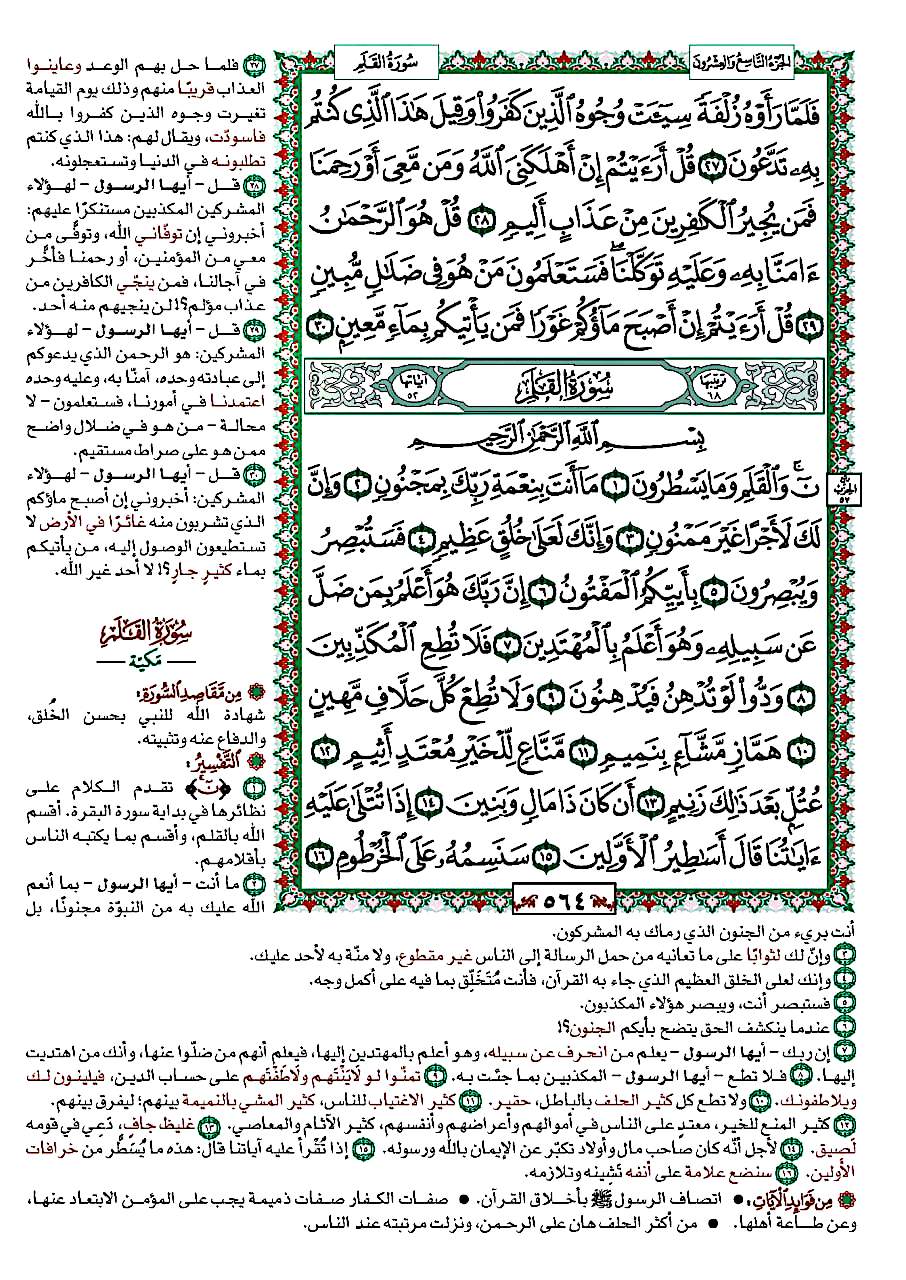 الجزء التاسع والعشرون
سورة القلم
فَلَمَّا رَأَوْهُ زُلْفَةً سِيٓـَٔتْ وُجُوهُ ٱلَّذِينَ كَفَرُوا۟ وَقِيلَ هَٰذَا ٱلَّذِى كُنتُم
بِهِۦ تَدَّعُونَ ٢٧ قُلْ أَرَءَيْتُمْ إِنْ أَهْلَكَنِىَ ٱللَّهُ وَمَن مَّعِىَ أَوْ رَحِمَنَا
فَمَن يُجِيرُ ٱلْكَٰفِرِينَ مِنْ عَذَابٍ أَلِيمٍ ٢٨ قُلْ هُوَ ٱلرَّحْمَٰنُ
ءَامَنَّا بِهِۦ وَعَلَيْهِ تَوَكَّلْنَا ۖ فَسَتَعْلَمُونَ مَنْ هُوَ فِى ضَلَٰلٍ مُّبِينٍ
٢٩ قُلْ أَرَءَيْتُمْ إِنْ أَصْبَحَ مَآؤُكُمْ غَوْرًا فَمَن يَأْتِيكُم بِمَآءٍ مَّعِينٍ ٣٠
ترتيبها ٦٨ سورة القلم آياتها ٥٢
بِسْمِ ٱللَّهِ ٱلرَّحْمَٰنِ ٱلرَّحِيمِ
نٓ ۚ وَٱلْقَلَمِ وَمَا يَسْطُرُونَ ١ مَآ أَنتَ بِنِعْمَةِ رَبِّكَ بِمَجْنُونٍ ٢ وَإِنَّ
لَكَ لَأَجْرًا غَيْرَ مَمْنُونٍ ٣ وَإِنَّكَ لَعَلَىٰ خُلُقٍ عَظِيمٍ ٤ فَسَتُبْصِرُ
وَيُبْصِرُونَ ٥ بِأَييِّكُمُ ٱلْمَفْتُونُ ٦ إِنَّ رَبَّكَ هُوَ أَعْلَمُ بِمَن ضَلَّ
عَن سَبِيلِهِۦ وَهُوَ أَعْلَمُ بِٱلْمُهْتَدِينَ ٧ فَلَا تُطِعِ ٱلْمُكَذِّبِينَ
٨ وَدُّوا۟ لَوْ تُدْهِنُ فَيُدْهِنُونَ ٩ وَلَا تُطِعْ كُلَّ حَلَّافٍ مَّهِينٍ
١٠ هَمَّازٍ مَّشَّآءٍۭ بِنَمِيمٍ ١١ مَّنَّاعٍ لِّلْخَيْرِ مُعْتَدٍ أَثِيمٍ ١٢
عُتُلٍّۭ بَعْدَ ذَٰلِكَ زَنِيمٍ ١٣ أَن كَانَ ذَا مَالٍ وَبَنِينَ ١٤ إِذَا تُتْلَىٰ عَلَيْهِ
ءَايَٰتُنَا قَالَ أَسَٰطِيرُ ٱلْأَوَّلِينَ ١٥ سَنَسِمُهُۥ عَلَى ٱلْخُرْطُومِ ١٦
الحزب ٥٧
٥٦٤
٢٧ فلما حل بهم الوعد وعاينوا
العذاب قريبًا منهم وذلك يوم القيامة
تغيرت وجوه الذين كفروا بالله
فاسودّت، ويقال لهم: هذا الذي كنتم
تطلبونه في الدنيا وتستعجلونه.
٢٨ قل – أيها الرسول – لهؤلاء
المشركين المكذبين مستنكرًا عليهم:
أخبروني إن توفّاني الله، وتوفَّى من
معي من المؤمنين، أو رحمنا فأخَّر
في آجالنا، فمن ينجّي الكافرين من
عذاب مؤلم؟! لن ينجيهم منه أحد.
٢٩ قل – أيها الرسول – لهؤلاء
المشركين: هو الرحمن الذي يدعوكم
إلى عبادته وحده، آمنّا به، وعليه وحده
اعتمدنا في أمورنا، فستعلمون – لا
محالة – من هو في ضلال واضح
ممن هو على صراط مستقيم.
٣٠ قل – أيها الرسول – لهؤلاء
المشركين: أخبروني إن أصبح ماؤكم
الذي تشربون منه غائرًا في الأرض لا
تستطيعون الوصول إليه، من يأتيكم
بماء كثيرٍ جارٍ؟! لا أحد غير الله.
سورة القلم
– مكية –
من مقاصد السورة:
شهادة الله للنبي بحسن الخُلق،
والدفاع عنه وتثبيته.
التفسير:
١ ﴿نٓ﴾ تقدم الكلام على
نظائرها في بداية سورة البقرة. أقسم
الله بالقلم، وأقسم بما يكتبه الناس
بأقلامهم.
٢ ما أنت – أيها الرسول – بما أنعم
الله عليك به من النبوّة مجنونًا، بل
أنت بريء من الجنون الذي رماك به المشركون.
٣ وإنّ لك لثوابًا على ما تعانيه من حمل الرسالة إلى الناس غير مقطوع، ولا منّة به لأحد عليك.
٤ وإنك لعلى الخلق العظيم الذي جاء به القرآن، فأنت مُتَخَلِّق بما فيه على أكمل وجه.
٥ فستبصر أنت، ويبصر هؤلاء المكذبون.
٦ عندما ينكشف الحق يتضح بأيكم الجنون؟!
٧ إن ربك – أيها الرسول – يعلم من انحرف عن سبيله، وهو أعلم بالمهتدين إليها، فيعلم أنهم من ضلّوا عنها، وأنك من اهتديت
إليها. ٨ فلا تطع – أيها الرسول – المكذبين بما جئت به. ٩ تمنّوا لو لَايَنْتَهم ولَاطَفْتَهم على حساب الدين، فيلينون لك
ويلاطفونك. ١٠ ولا تطع كل كثير الحلف بالباطل، حقير. ١١ كثير الاغتياب للناس، كثير المشي بالنميمة بينهم؛ ليفرق بينهم.
١٢ كثير المنع للخير، معتدٍ على الناس في أموالهم وأعراضهم وأنفسهم، كثير الآثام والمعاصي. ١٣ غليظ جافٍ، دَعِي في قومه
لَصيق. ١٤ لأجل أنّه كان صاحب مال وأولاد تكبّر عن الإيمان بالله ورسوله. ١٥ إذا تُقْرأ عليه آياتنا قال: هذه ما يُسَطَّر من خرافات
الأولين. ١٦ سنضع علامة على أنفه تَشِينه وتلازمه.
من فوائد الآيات: • اتصاف الرسول ﷺ بأخلاق القرآن. • صفات الكفار صفات ذميمة يجب على المؤمن الابتعاد عنها،
وعن طاعة أهلها. • من أكثر الحلف هان على الرحمن، ونزلت مرتبته عند الناس.